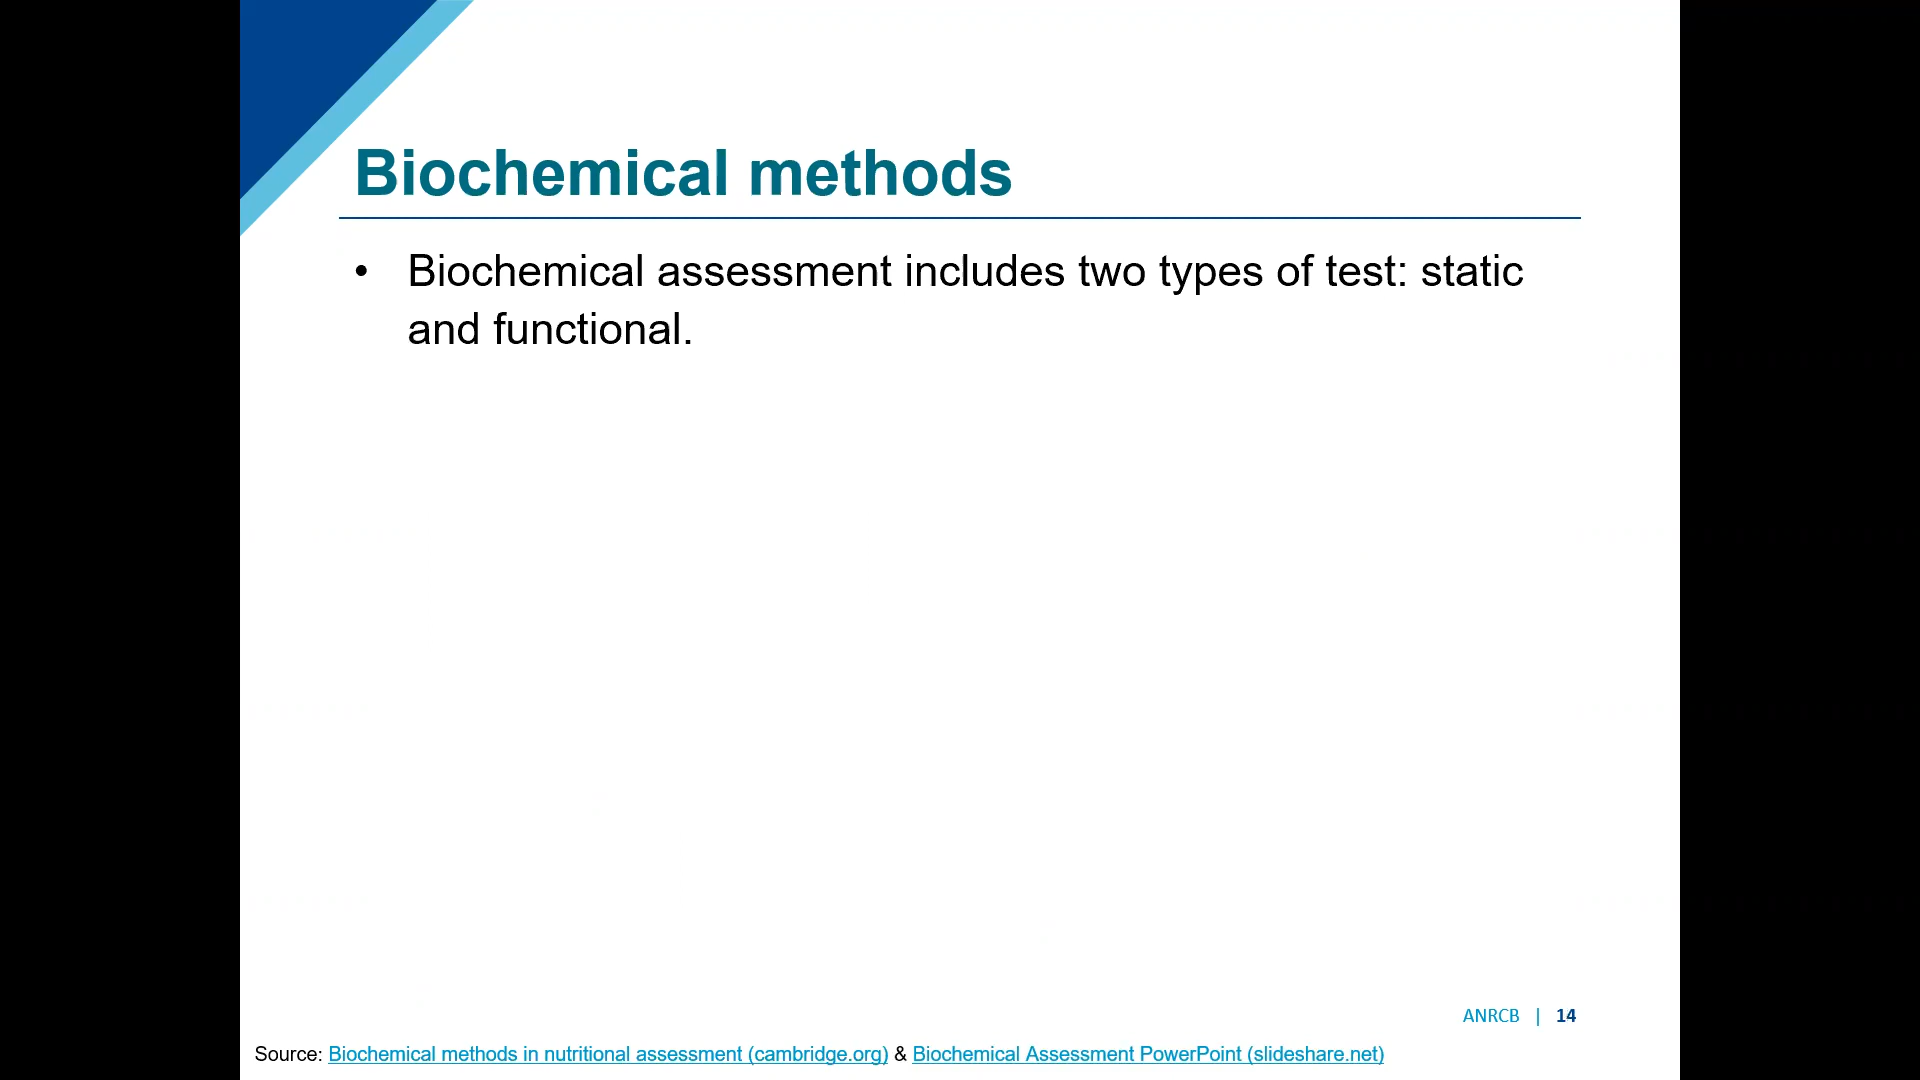 Biochemical methods
• Biochemical assessment includes two types of test: static
and functional.
ANRCB | 14
Source: Biochemical methods in nutritional assessment (cambridge.org) & Biochemical Assessment PowerPoint (slideshare.net)